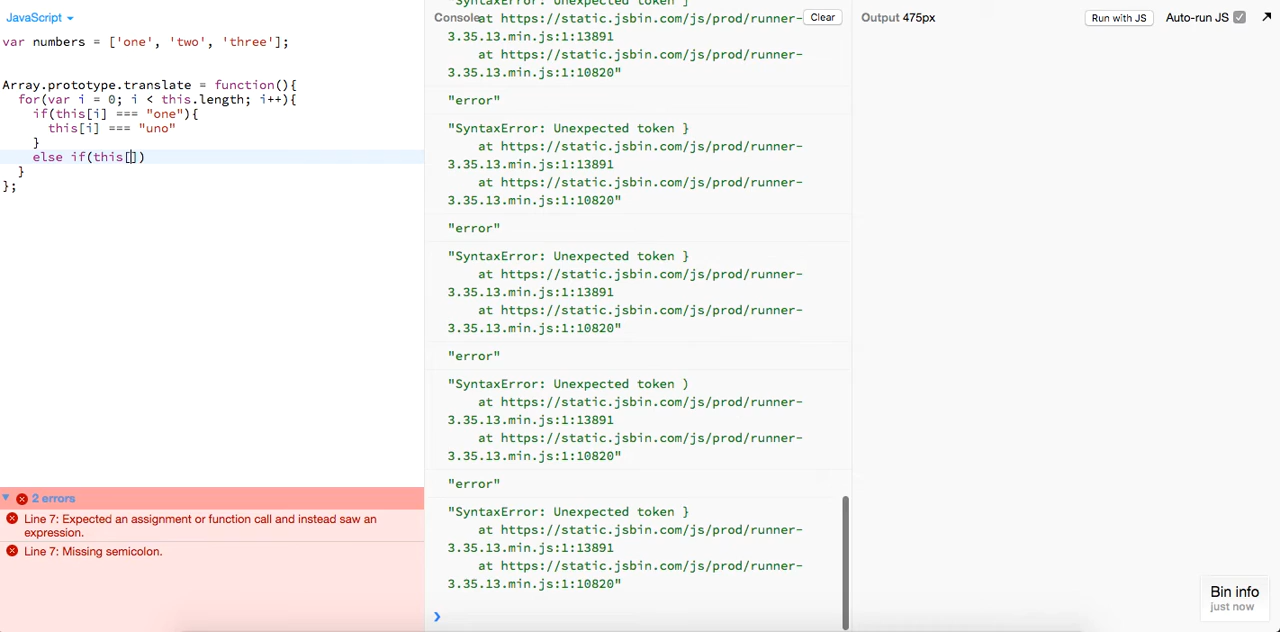 JavaScript
var numbers = ['one', 'two', 'three'];
Array.prototype.translate = function(){
for(var i = 0; i < this.length; i++){
if(this[i] === "one"){
this[i] === "uno"
}
else if(this[])
}
};
2 errors
Line 7: Expected an assignment or function call and instead saw an
expression.
Line 7: Missing semicolon.
"SyntaxError: Unexpected token }
Console
Clear
at https://static.jsbin.com/js/prod/runner-
3.35.13.min.js:1:13891
at https://static.jsbin.com/js/prod/runner-
3.35.13.min.js:1:10820"
"error"
"SyntaxError: Unexpected token }
at https://static.jsbin.com/js/prod/runner-
3.35.13.min.js:1:13891
at https://static.jsbin.com/js/prod/runner-
3.35.13.min.js:1:10820"
"error"
"SyntaxError: Unexpected token }
at https://static.jsbin.com/js/prod/runner-
3.35.13.min.js:1:13891
at https://static.jsbin.com/js/prod/runner-
3.35.13.min.js:1:10820"
"error"
"SyntaxError: Unexpected token )
at https://static.jsbin.com/js/prod/runner-
3.35.13.min.js:1:13891
at https://static.jsbin.com/js/prod/runner-
3.35.13.min.js:1:10820"
"error"
"SyntaxError: Unexpected token }
at https://static.jsbin.com/js/prod/runner-
3.35.13.min.js:1:13891
at https://static.jsbin.com/js/prod/runner-
3.35.13.min.js:1:10820"
Output 475px
Run with JS
Auto-run JS
Bin info
just now